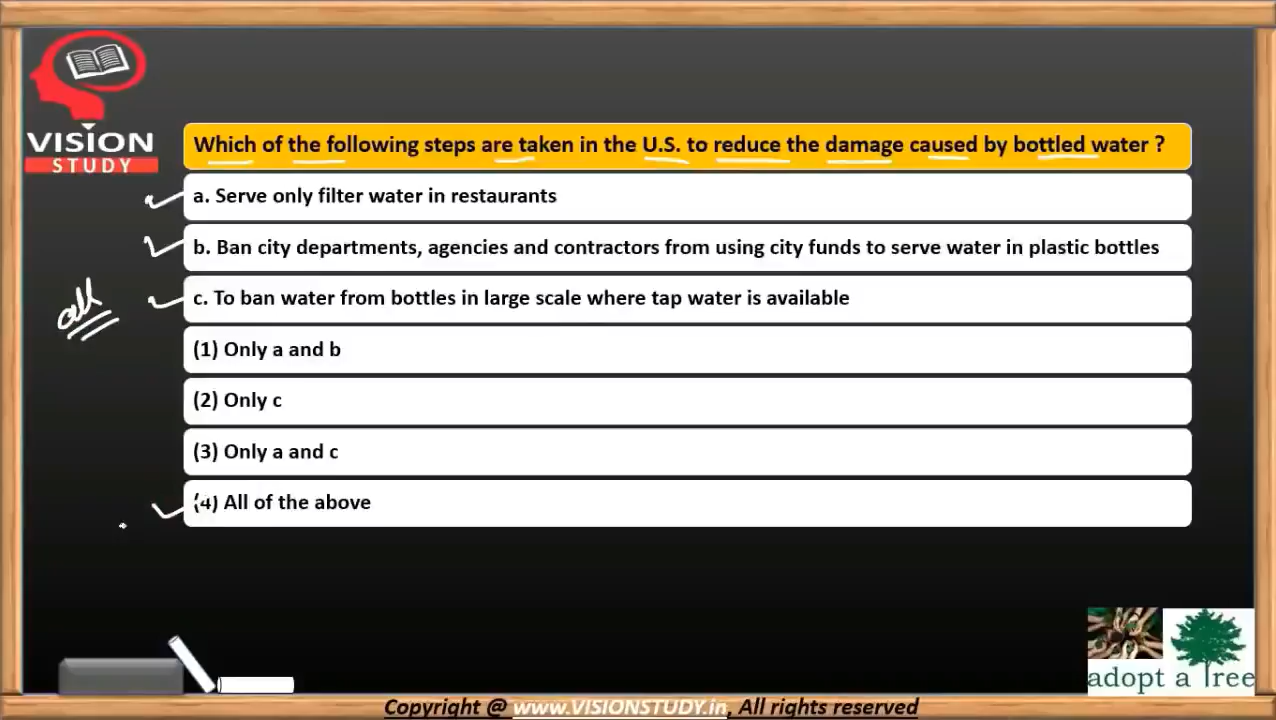 VISION
STUDY
Which of the following steps are taken in the U.S. to reduce the damage caused by bottled water ?
a. Serve only filter water in restaurants
b. Ban city departments, agencies and contractors from using city funds to serve water in plastic bottles
all
c. To ban water from bottles in large scale where tap water is available
(1) Only a and b
(2) Only c
(3) Only a and c
(4) All of the above
adopt a Tree
Copyright @ www.VISIONSTUDY.in, All rights reserved